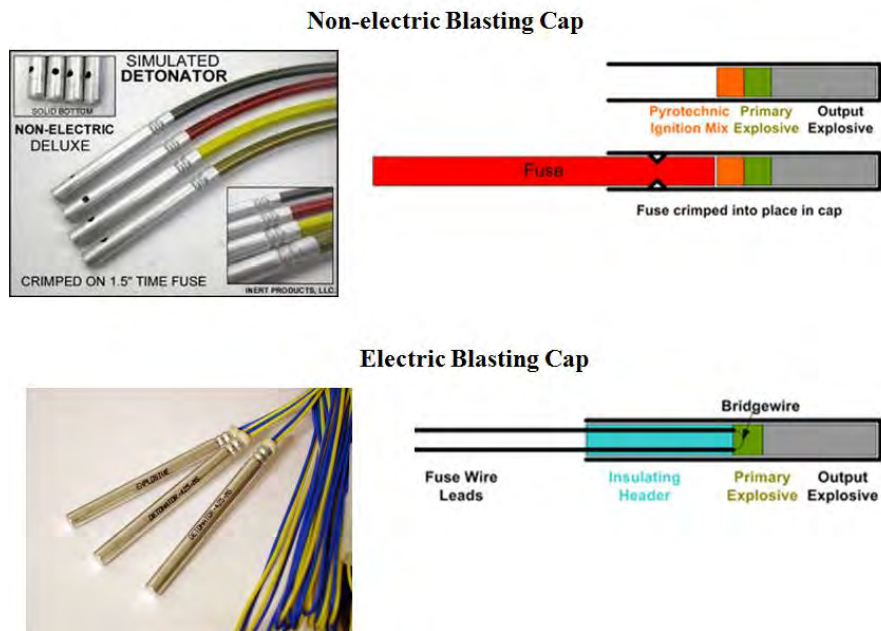 Non-electric Blasting Cap
SIMULATED
DETONATOR
SOLID BOTTOM
NON-ELECTRIC
DELUXE
CRIMPED ON 1.5" TIME FUSE
INERT PRODUCTS, LLC.
Pyrotechnic
Ignition Mix
Primary
Explosive
Output
Explosive
Fuse
Fuse crimped into place in cap
Electric Blasting Cap
EXPLOSIVE
DETONATOR
DETONATOR
Bridgewire
Fuse Wire
Leads
Insulating
Header
Primary
Explosive
Output
Explosive